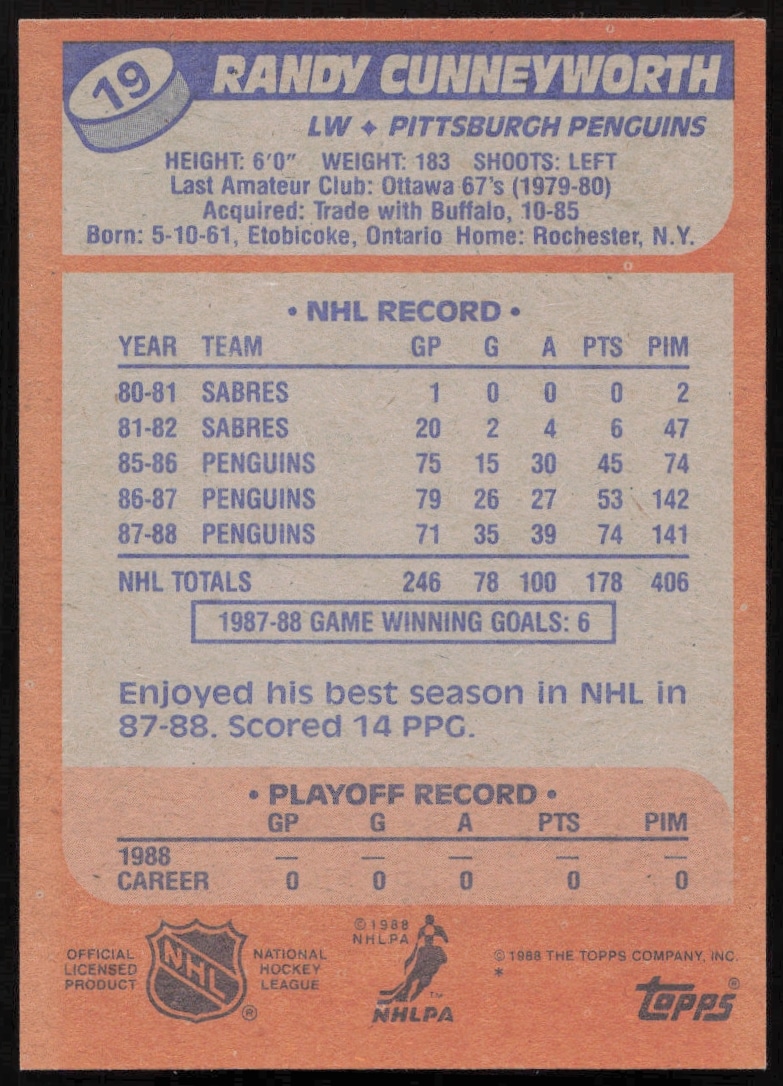 19
RANDY CUNNEYWORTH
LW ✦ PITTSBURGH PENGUINS
HEIGHT: 6'0" WEIGHT: 183 SHOOTS: LEFT
Last Amateur Club: Ottawa 67's (1979-80)
Acquired: Trade with Buffalo, 10-85
Born: 5-10-61, Etobicoke, Ontario Home: Rochester, N.Y.
• NHL RECORD •
YEAR TEAM GP G A PTS PIM
80-81 SABRES 1 0 0 0 2
81-82 SABRES 20 2 4 6 47
85-86 PENGUINS 75 15 30 45 74
86-87 PENGUINS 79 26 27 53 142
87-88 PENGUINS 71 35 39 74 141
NHL TOTALS 246 78 100 178 406
1987-88 GAME WINNING GOALS: 6
Enjoyed his best season in NHL in
87-88. Scored 14 PPG.
• PLAYOFF RECORD •
GP G A PTS PIM
1988 — — — — —
CAREER 0 0 0 0 0
OFFICIAL
LICENSED
PRODUCT
NHL ®
NATIONAL
HOCKEY
LEAGUE
© 1988
NHLPA
™
NHLPA
© 1988 THE TOPPS COMPANY, INC.
*
topps ®